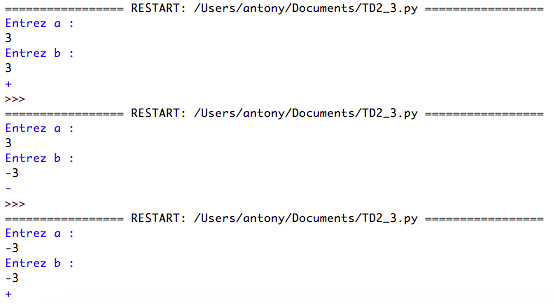 ================= RESTART: /Users/antony/Documents/TD2_3.py =================
Entrez a :
3
Entrez b :
3
+
>>>
================= RESTART: /Users/antony/Documents/TD2_3.py =================
Entrez a :
3
Entrez b :
-3
-
>>>
================= RESTART: /Users/antony/Documents/TD2_3.py =================
Entrez a :
-3
Entrez b :
-3
+